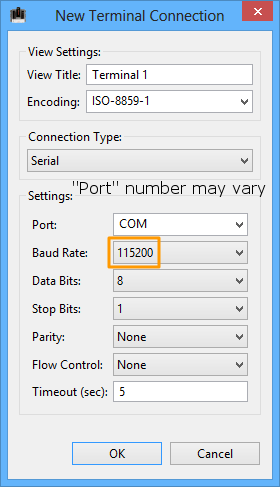 New Terminal Connection
View Settings:
View Title: Terminal 1
Encoding: ISO-8859-1
Connection Type:
Serial
"Port" number may vary
Settings:
Port: COM
Baud Rate: 115200
Data Bits: 8
Stop Bits: 1
Parity: None
Flow Control: None
Timeout (sec): 5
OK Cancel